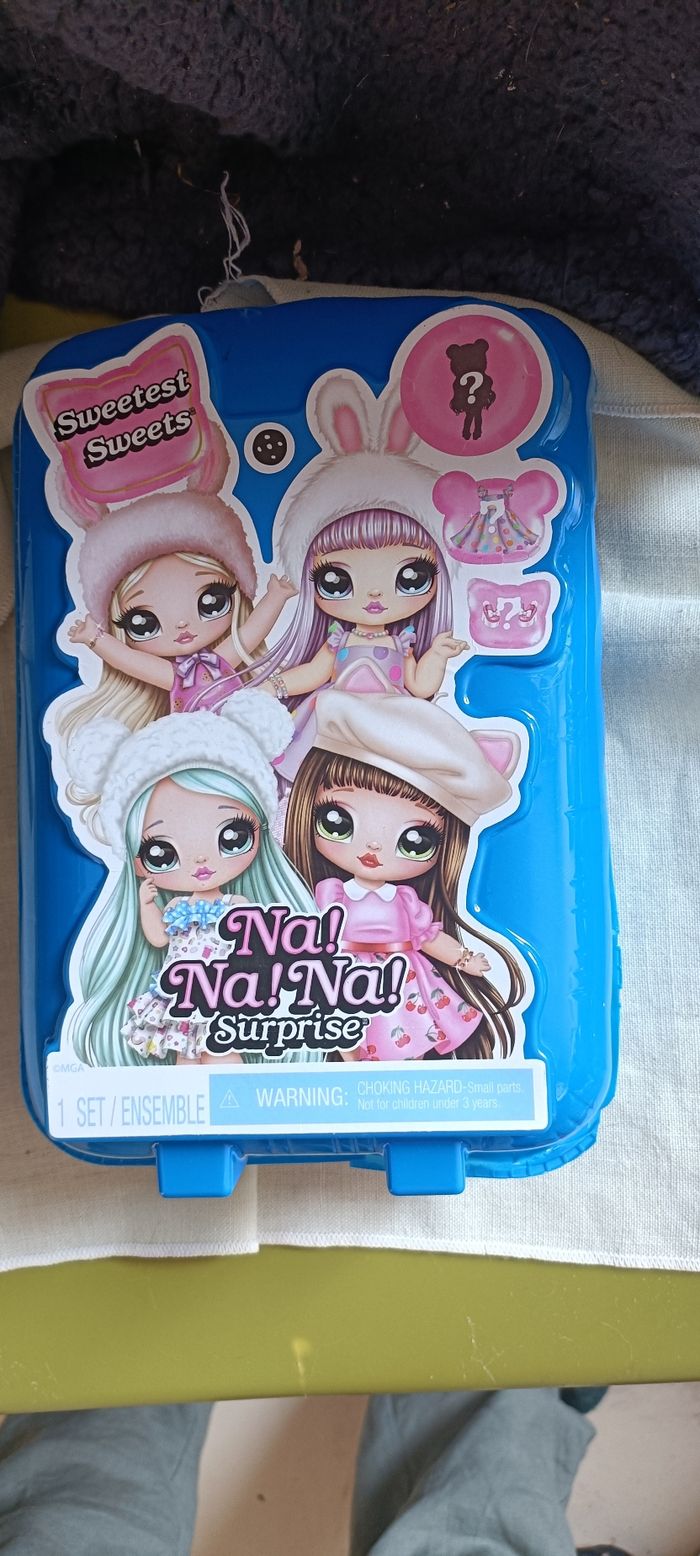 Sweetest
Sweets
?
?
?
Na!
Na! Na!
Surprise
©MGA
1 SET / ENSEMBLE
WARNING: CHOKING HAZARD-Small parts.
Not for children under 3 years.